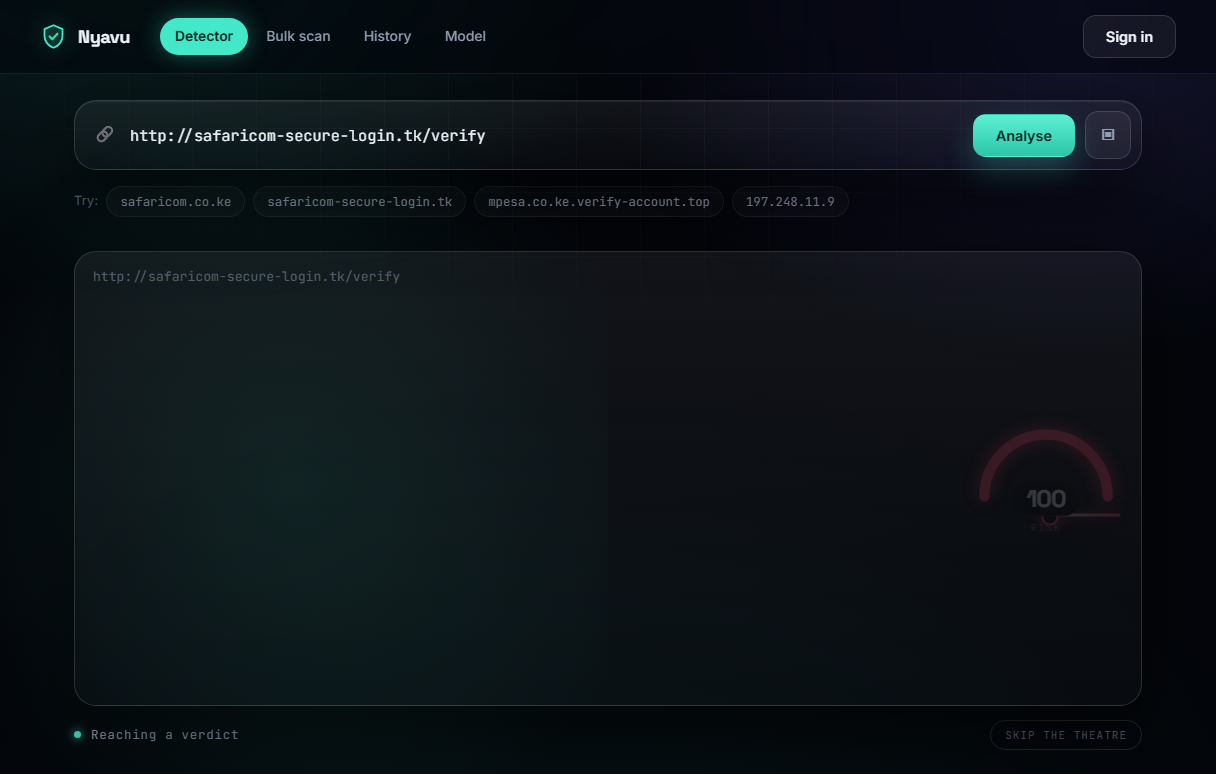 Nyavu
Detector
Bulk scan
History
Model
Sign in
http://safaricom-secure-login.tk/verify
Analyse
Try:
safaricom.co.ke
safaricom-secure-login.tk
mpesa.co.ke.verify-account.top
197.248.11.9
http://safaricom-secure-login.tk/verify
100
RISK
Reaching a verdict
SKIP THE THEATRE